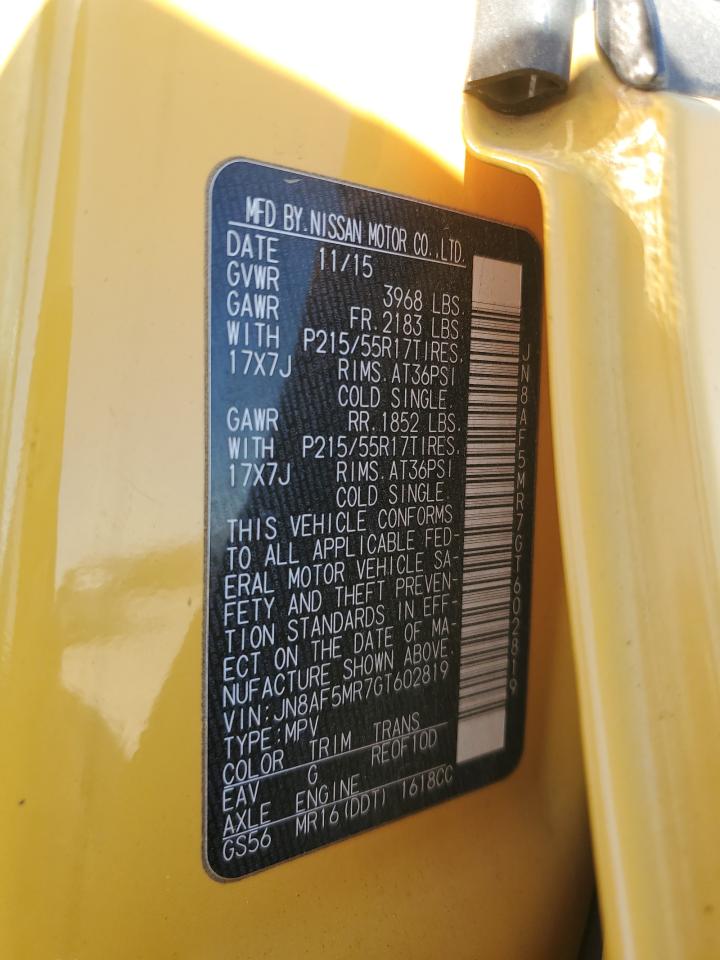 MFD BY.NISSAN MOTOR CO.,LTD.
DATE 11/15
GVWR 3968 LBS.
GAWR FR.2183 LBS.
WITH P215/55R17TIRES.
17X7J RIMS.AT36PSI
COLD SINGLE.
GAWR RR.1852 LBS.
WITH P215/55R17TIRES.
17X7J RIMS.AT36PSI
COLD SINGLE.
THIS VEHICLE CONFORMS
TO ALL APPLICABLE FED-
ERAL MOTOR VEHICLE SA-
FETY AND THEFT PREVEN-
TION STANDARDS IN EFF-
ECT ON THE DATE OF MA-
NUFACTURE SHOWN ABOVE.
VIN:JN8AF5MR7GT602819
TYPE:MPV
COLOR TRIM TRANS
EAV G REOF10D
AXLE ENGINE
GS56 MR16(DDT) 1618CC
JN8AF5MR7GT602819